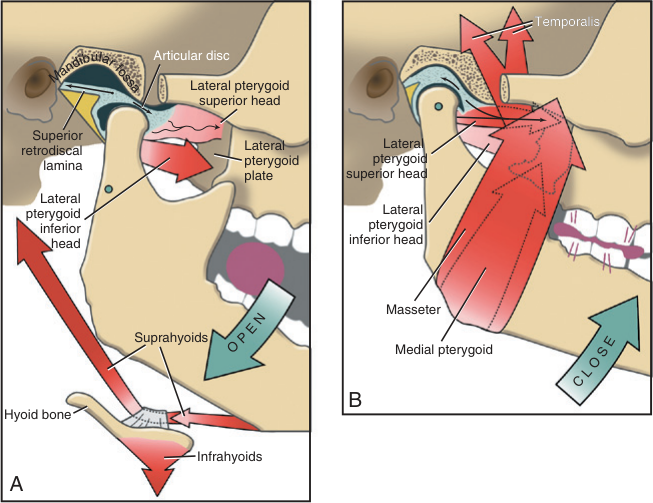 Mandibular fossa
Articular disc
Lateral pterygoid
superior head
Superior
retrodiscal
lamina
Lateral
pterygoid
plate
Lateral
pterygoid
inferior
head
OPEN
Suprahyoids
Hyoid bone
Infrahyoids
A
Temporalis
Lateral
pterygoid
superior head
Lateral
pterygoid
inferior head
Masseter
Medial pterygoid
CLOSE
B